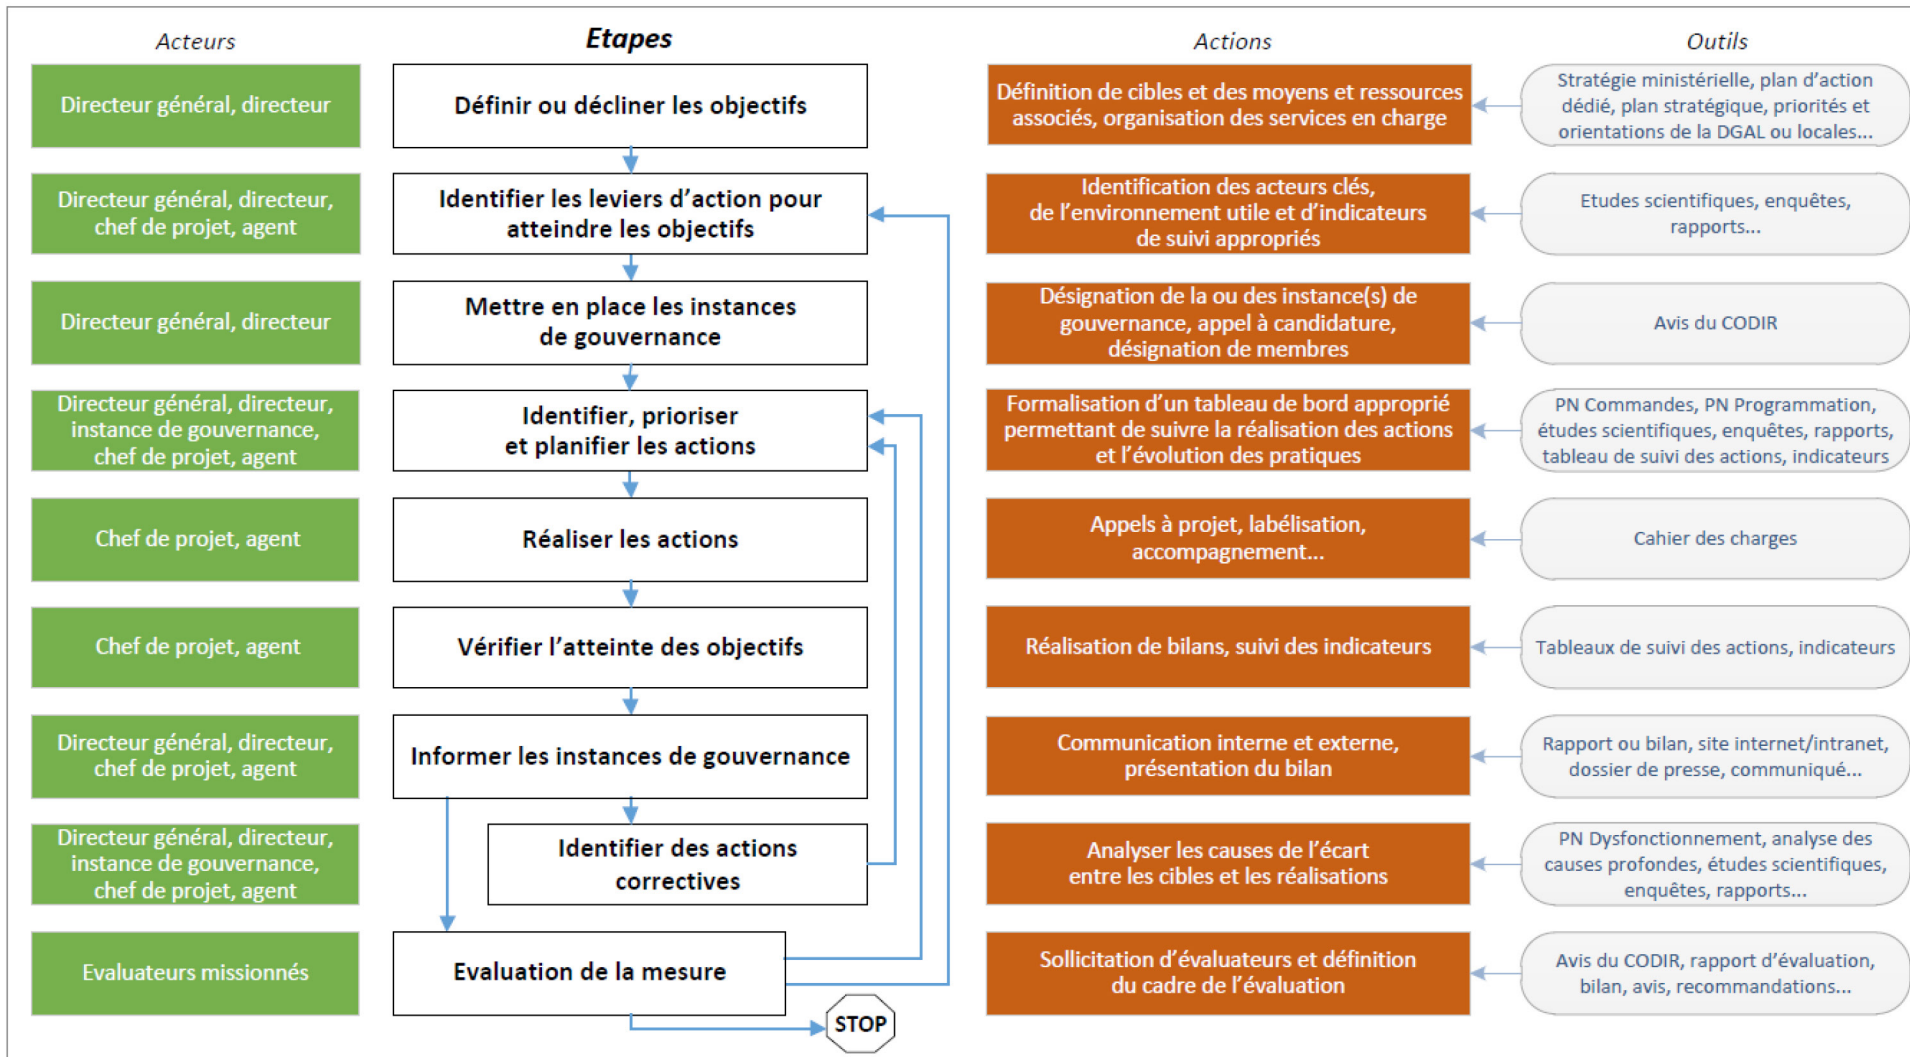 Acteurs
Etapes
Actions
Outils
Directeur général, directeur
Définir ou décliner les objectifs
Définition de cibles et des moyens et ressources
associés, organisation des services en charge
Stratégie ministérielle, plan d'action
dédié, plan stratégique, priorités et
orientations de la DGAL ou locales...
Directeur général, directeur,
chef de projet, agent
Identifier les leviers d'action pour
atteindre les objectifs
Identification des acteurs clés,
de l'environnement utile et d'indicateurs
de suivi appropriés
Etudes scientifiques, enquêtes,
rapports...
Directeur général, directeur
Mettre en place les instances
de gouvernance
Désignation de la ou des instance(s) de
gouvernance, appel à candidature,
désignation de membres
Avis du CODIR
Directeur général, directeur,
instance de gouvernance,
chef de projet, agent
Identifier, prioriser
et planifier les actions
Formalisation d'un tableau de bord approprié
permettant de suivre la réalisation des actions
et l'évolution des pratiques
PN Commandes, PN Programmation,
études scientifiques, enquêtes, rapports,
tableau de suivi des actions, indicateurs
Chef de projet, agent
Réaliser les actions
Appels à projet, labélisation,
accompagnement...
Cahier des charges
Chef de projet, agent
Vérifier l'atteinte des objectifs
Réalisation de bilans, suivi des indicateurs
Tableaux de suivi des actions, indicateurs
Directeur général, directeur,
chef de projet, agent
Informer les instances de gouvernance
Communication interne et externe,
présentation du bilan
Rapport ou bilan, site internet/intranet,
dossier de presse, communiqué...
Directeur général, directeur,
instance de gouvernance,
chef de projet, agent
Identifier des actions
correctives
Analyser les causes de l'écart
entre les cibles et les réalisations
PN Dysfonctionnement, analyse des
causes profondes, études scientifiques,
enquêtes, rapports...
Evaluateurs missionnés
Evaluation de la mesure
Sollicitation d'évaluateurs et définition
du cadre de l'évaluation
Avis du CODIR, rapport d'évaluation,
bilan, avis, recommandations...
STOP